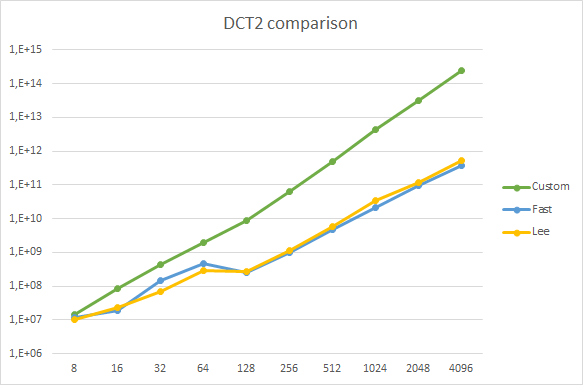 DCT2 comparison
1,E+15
1,E+14
1,E+13
1,E+12
1,E+11
1,E+10
1,E+09
1,E+08
1,E+07
1,E+06
8 16 32 64 128 256 512 1024 2048 4096
Custom
Fast
Lee